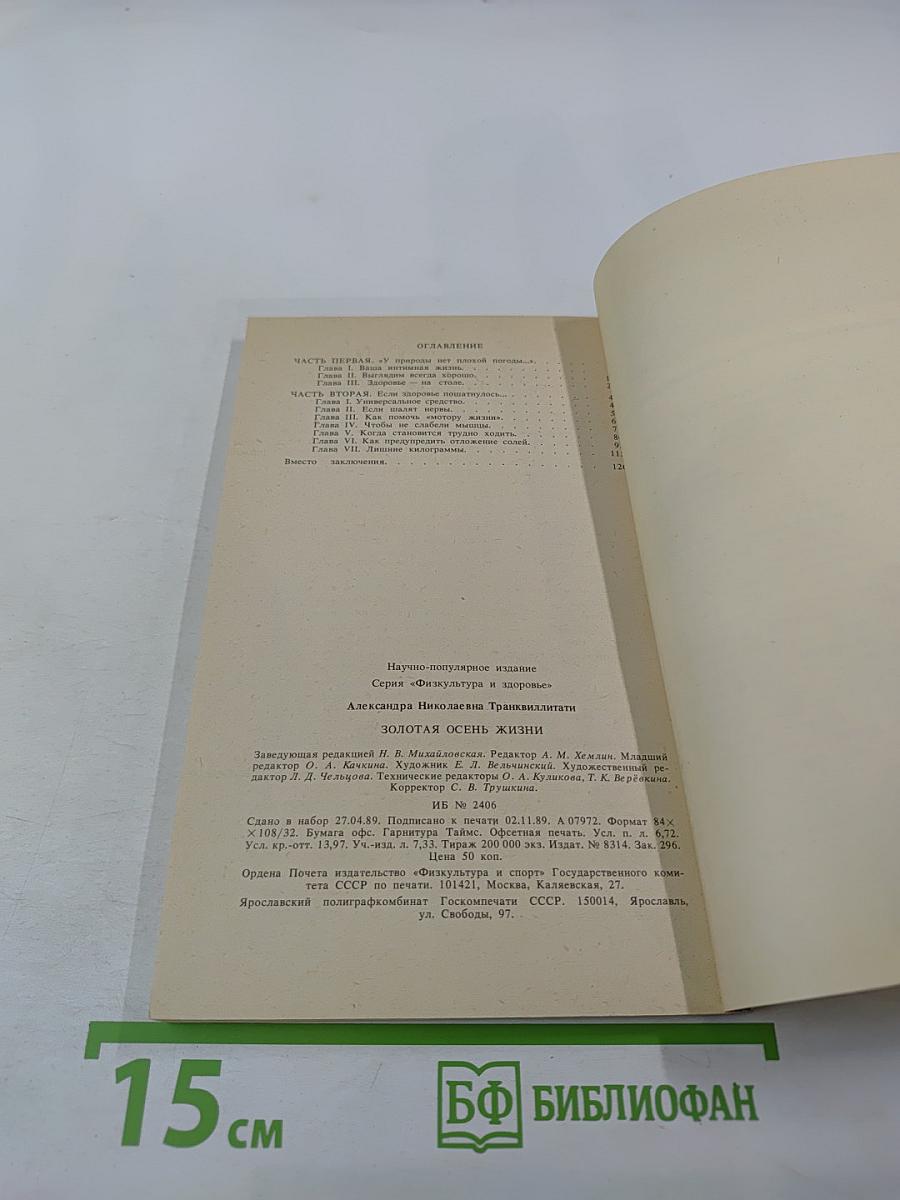 ОГЛАВЛЕНИЕ
ЧАСТЬ ПЕРВАЯ. «У природы нет плохой погоды...».
Глава I. Ваша интимная жизнь.
Глава II. Выглядим всегда хорошо.
Глава III. Здоровье — на столе.
ЧАСТЬ ВТОРАЯ. Если здоровье пошатнулось...
Глава I. Универсальное средство.
Глава II. Если шалят нервы.
Глава III. Как помочь «мотору жизни».
Глава IV. Чтобы не слабели мышцы.
Глава V. Когда становится трудно ходить.
Глава VI. Как предупредить отложение солей.
Глава VII. Лишние килограммы.
Вместо заключения.
Научно-популярное издание
Серия «Физкультура и здоровье»
Александра Николаевна Транквиллитати
ЗОЛОТАЯ ОСЕНЬ ЖИЗНИ
Заведующая редакцией Н. В. Михайловская. Редактор А. М. Хемлин. Младший
редактор О. А. Качкина. Художник Е. Л. Вельчинский. Художественный ре-
дактор Л. Д. Чельцова. Технические редакторы О. А. Куликова, Т. К. Верёвкина.
Корректор С. В. Трушкина.
ИБ № 2406
Сдано в набор 27.04.89. Подписано к печати 02.11.89. А 07972. Формат 84×
×108/32. Бумага офс. Гарнитура Таймс. Офсетная печать. Усл. п. л. 6,72.
Усл. кр.-отт. 13,97. Уч.-изд. л. 7,33. Тираж 200 000 экз. Издат. № 8314. Зак. 296.
Цена 50 коп.
Ордена Почета издательство «Физкультура и спорт» Государственного коми-
тета СССР по печати. 101421, Москва, Каляевская, 27.
Ярославский полиграфкомбинат Госкомпечати СССР. 150014, Ярославль,
ул. Свободы, 97.
15 см
БФ БИБЛИОФАН